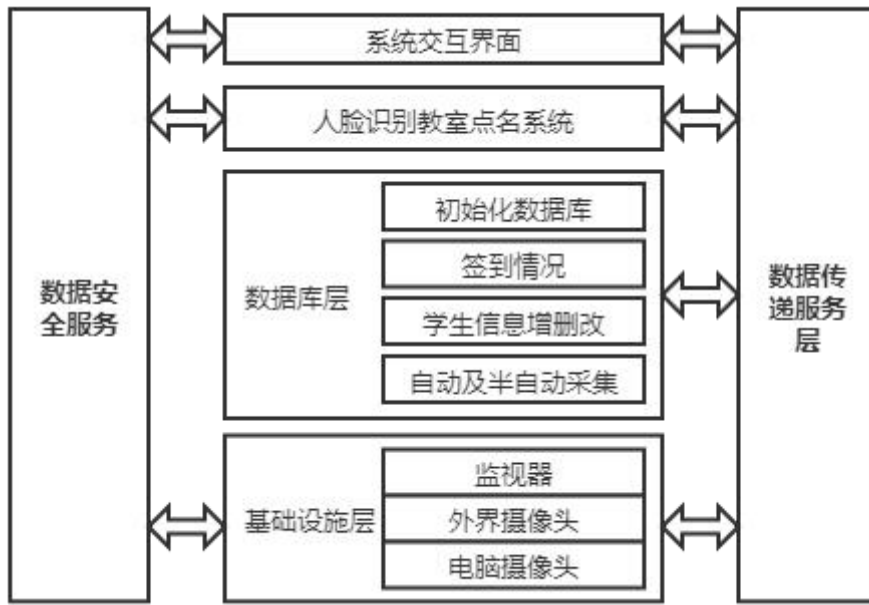 系统交互界面
人脸识别教室点名系统
数据安
全服务
数据库层
初始化数据库
签到情况
学生信息增删改
自动及半自动采集
基础设施层
监视器
外界摄像头
电脑摄像头
数据传
递服务
层